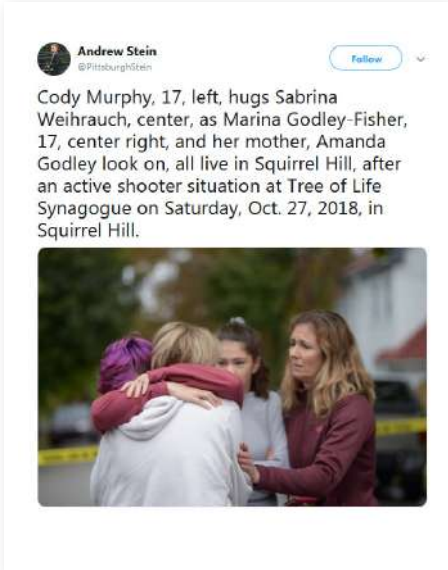 Andrew Stein
@PittsburghStein
Follow
Cody Murphy, 17, left, hugs Sabrina
Weihrauch, center, as Marina Godley-Fisher,
17, center right, and her mother, Amanda
Godley look on, all live in Squirrel Hill, after
an active shooter situation at Tree of Life
Synagogue on Saturday, Oct. 27, 2018, in
Squirrel Hill.